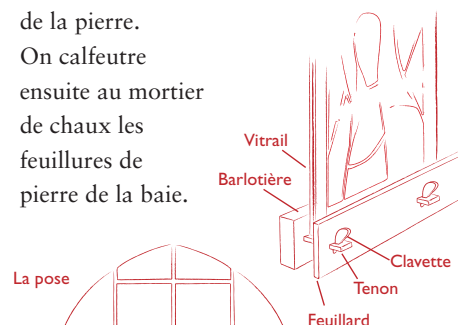 de la pierre.
On calfeutre
ensuite au mortier
de chaux les
feuillures de
pierre de la baie.
Vitrail
Barlotière
Clavette
Tenon
Feuillard
La pose